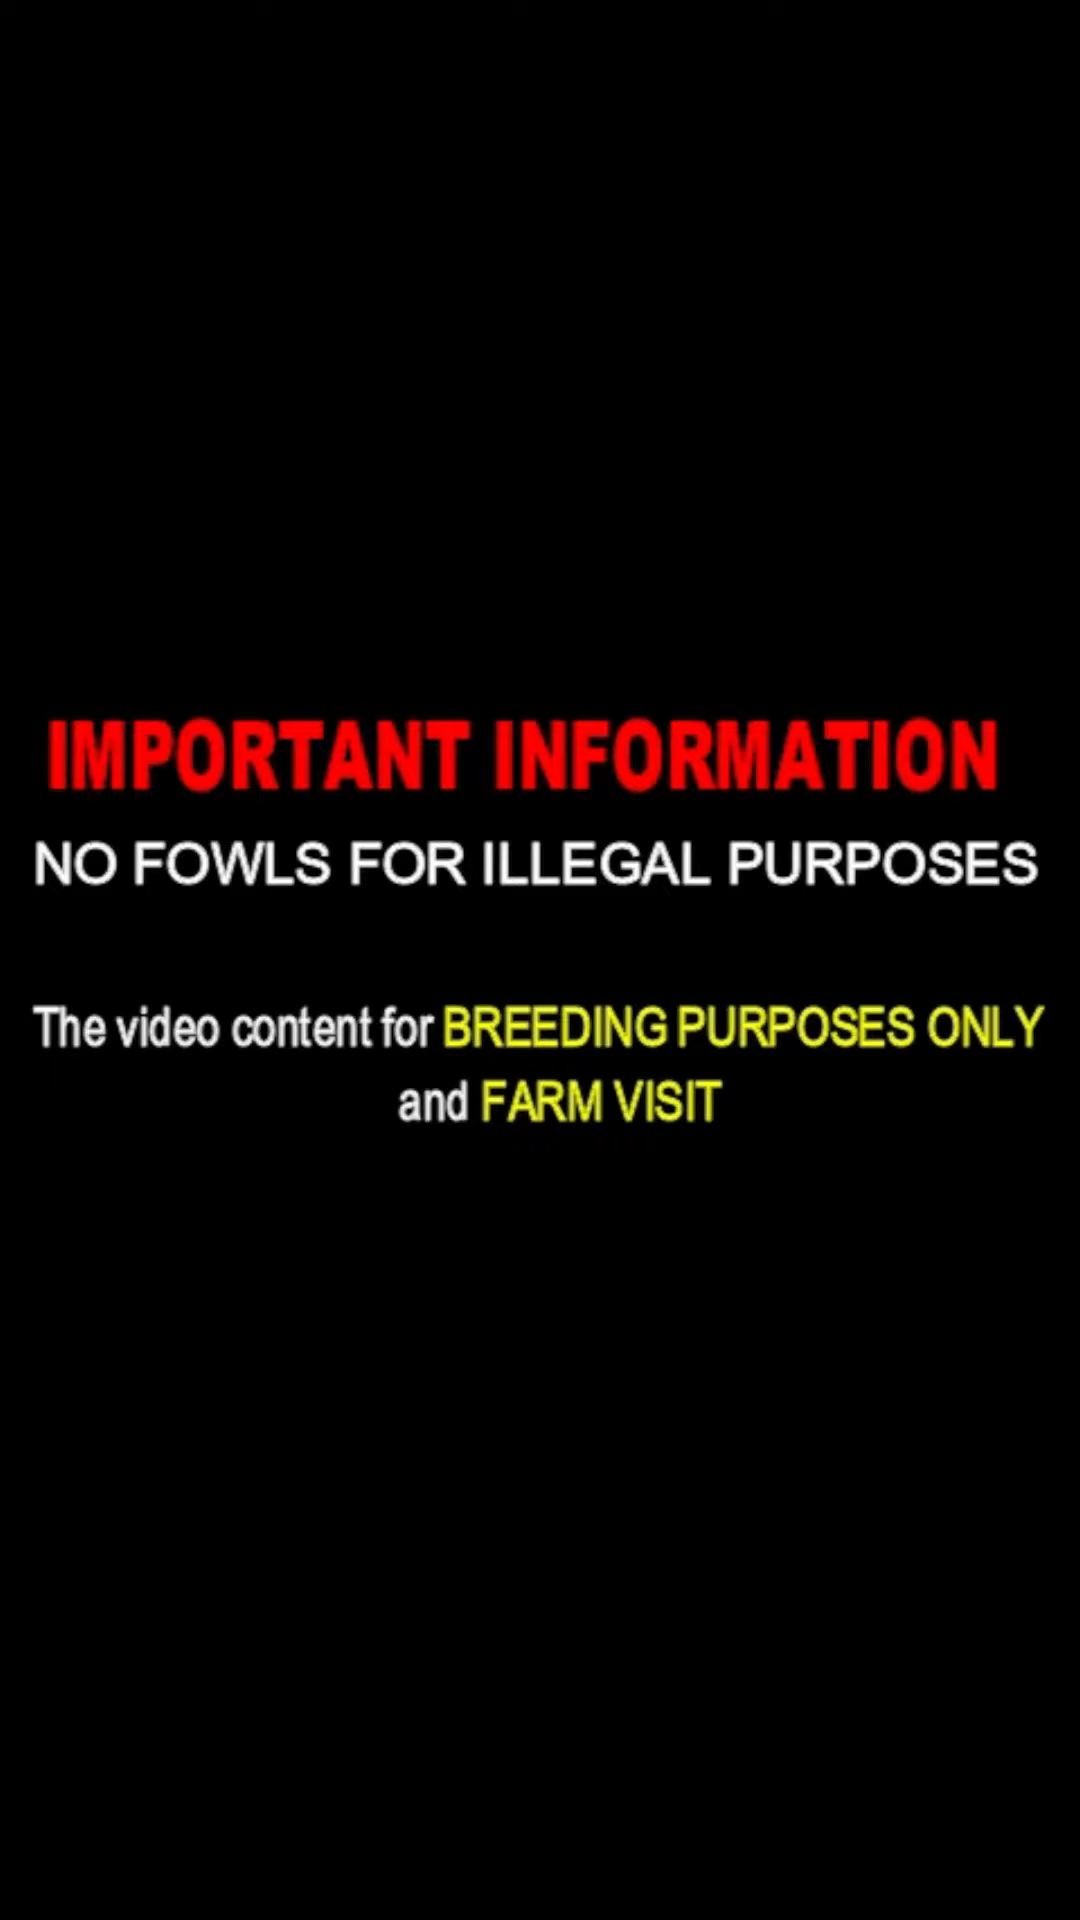 IMPORTANT INFORMATION
NO FOWLS FOR ILLEGAL PURPOSES
The video content for BREEDING PURPOSES ONLY
and FARM VISIT